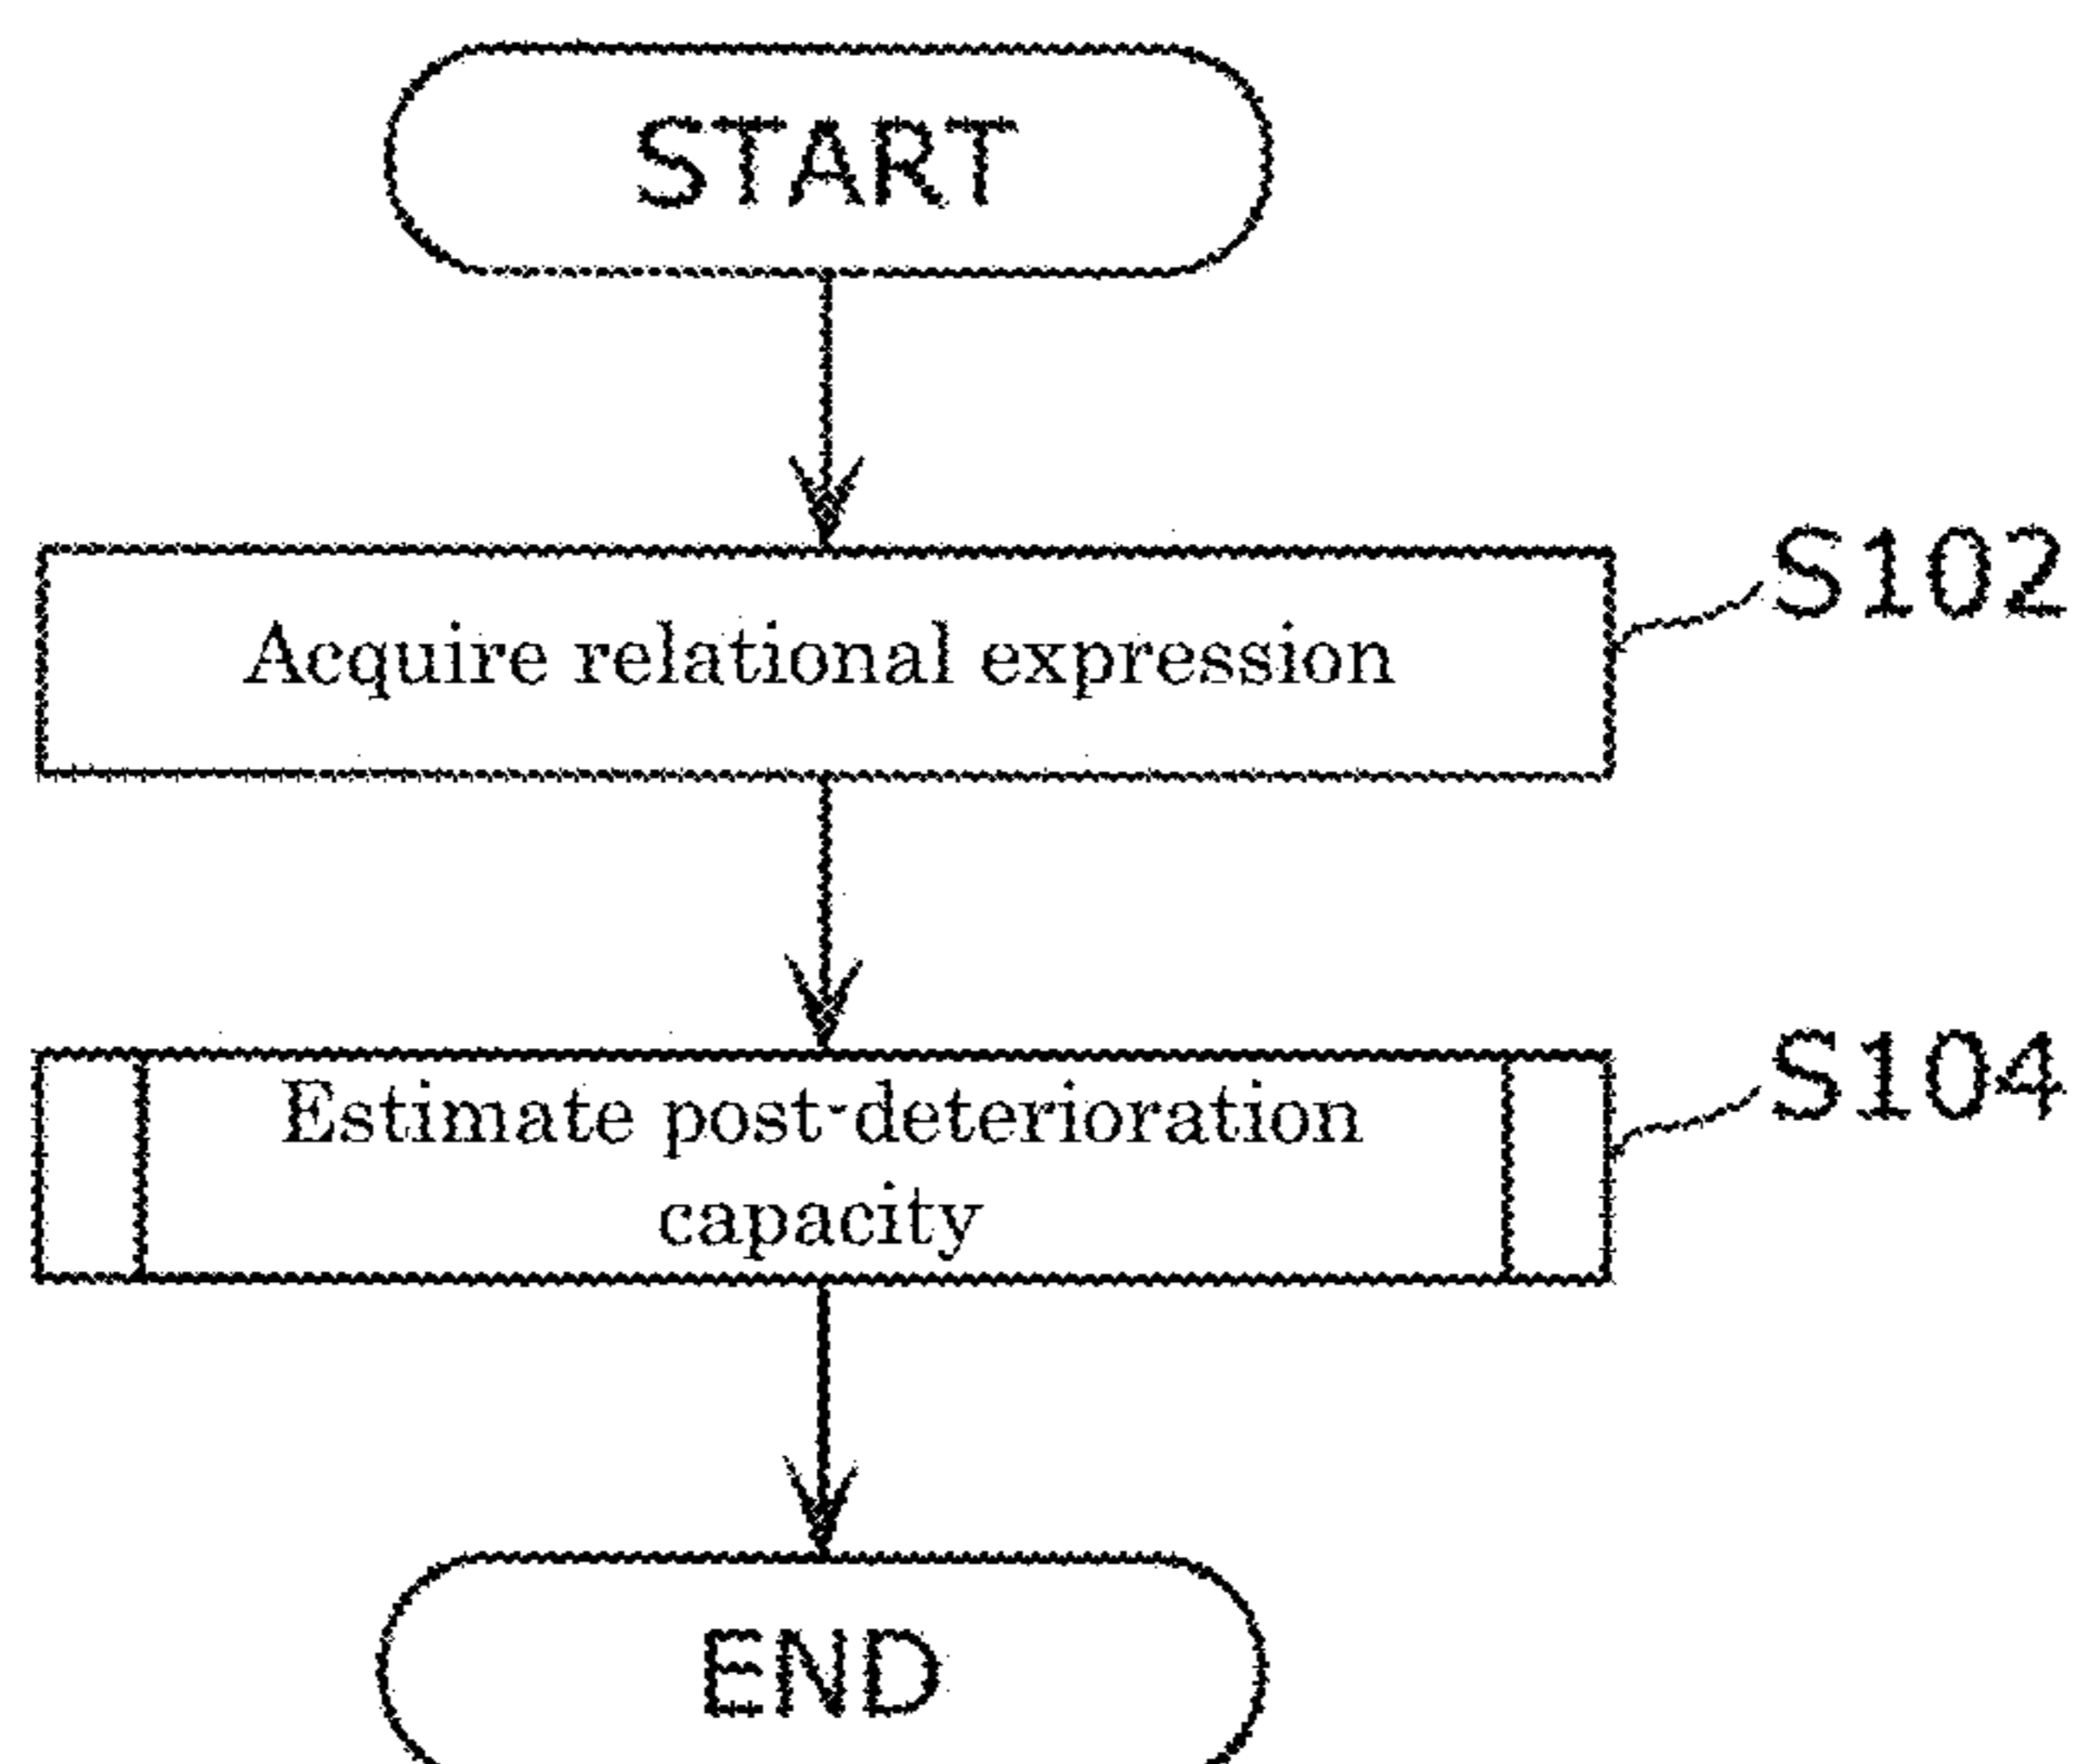 START
S102
Acquire relational expression
S104
Estimate post-deterioration
capacity
END